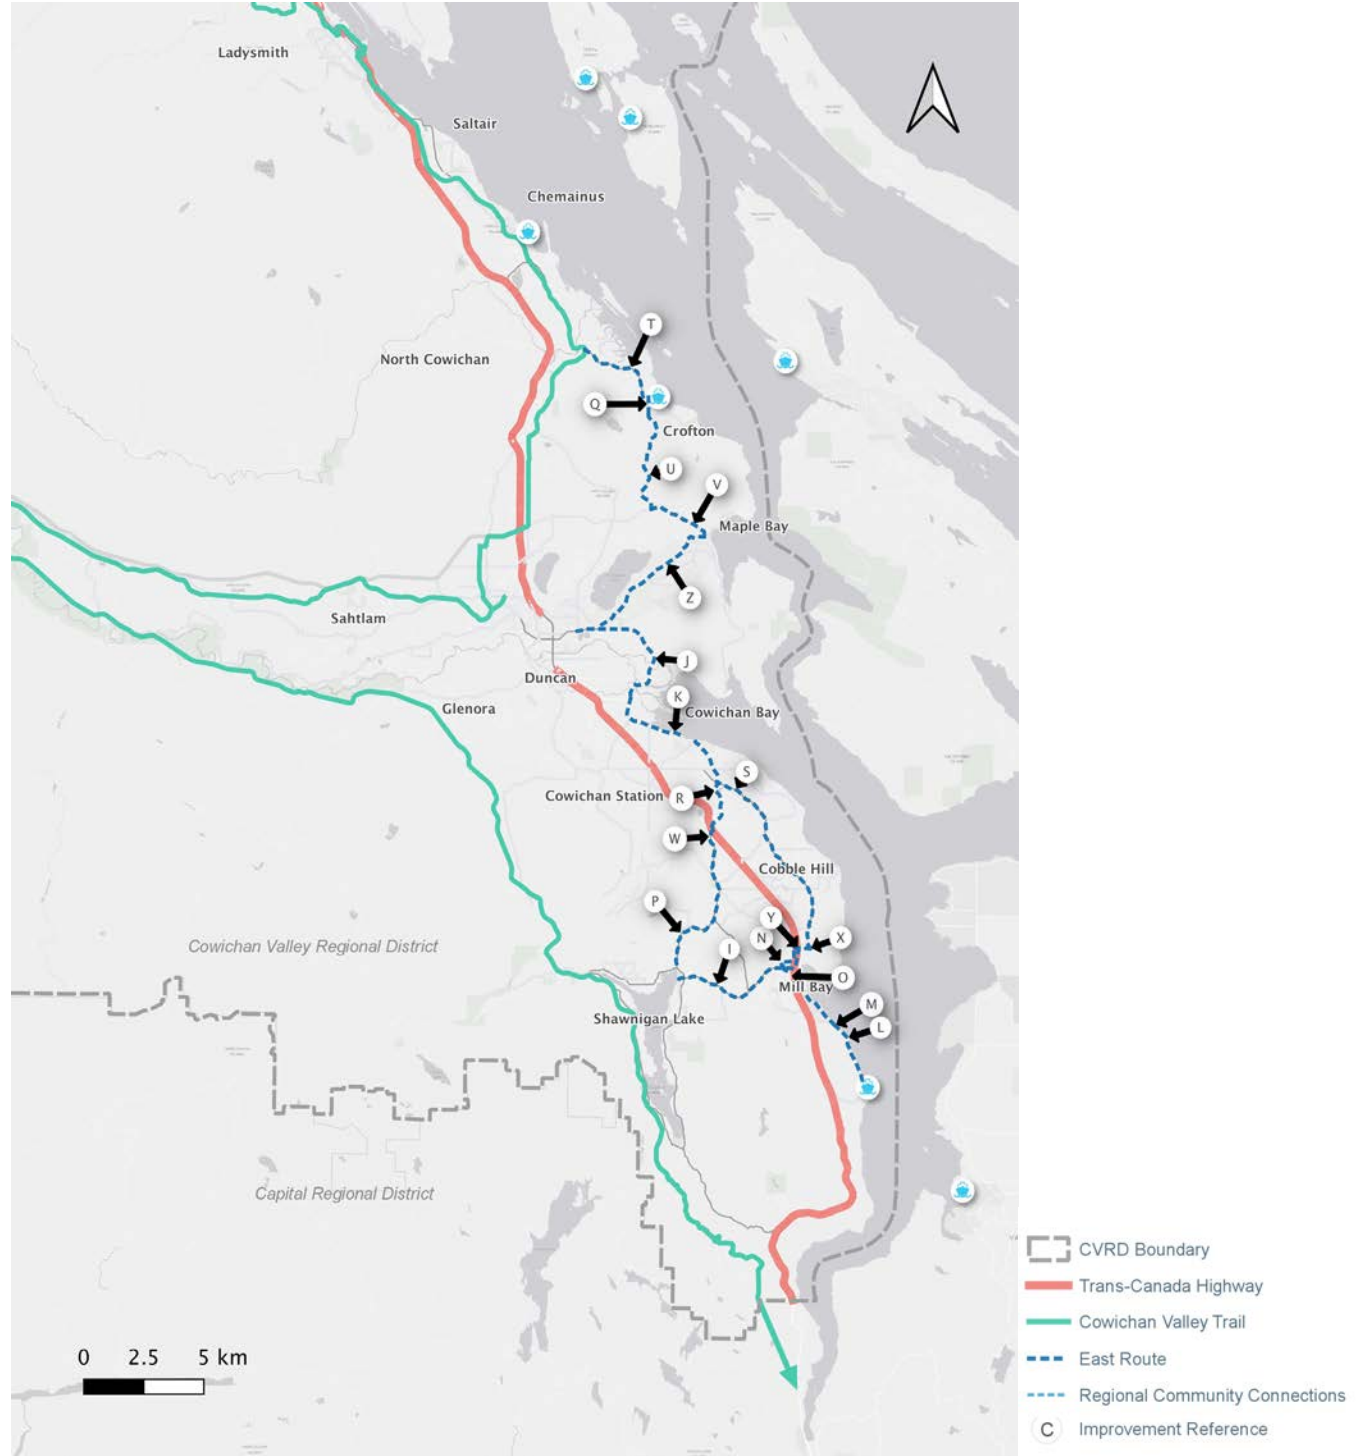 Ladysmith
Saltair
Chemainus
T
North Cowichan
Q
Crofton
U
V
Maple Bay
Z
Sahtlam
J
Duncan
K
Glenora
Cowichan Bay
S
Cowichan Station
R
W
Cobble Hill
P
Y
N
X
I
Cowichan Valley Regional District
O
Mill Bay
M
Shawnigan Lake
L
Capital Regional District
CVRD Boundary
Trans-Canada Highway
Cowichan Valley Trail
East Route
Regional Community Connections
C Improvement Reference
0 2.5 5 km